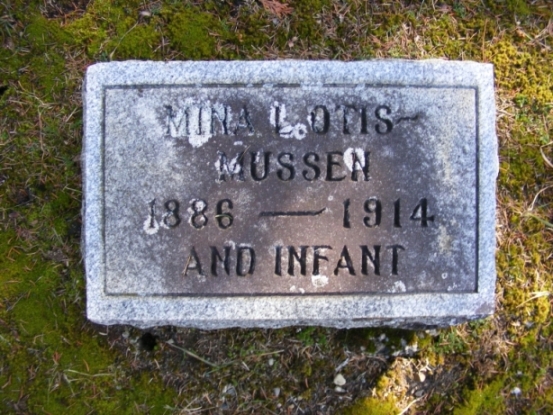 MINA L. OTIS-
MUSSEN
1886 — 1914
AND INFANT